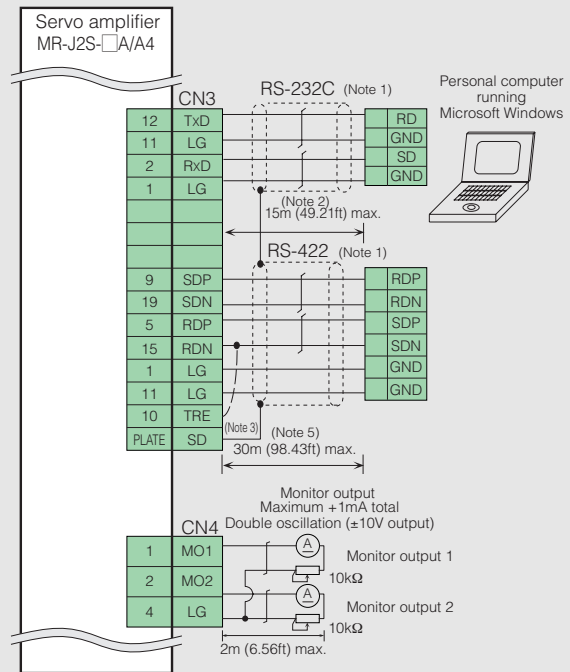 Servo amplifier
MR-J2S-□A/A4
CN3
RS-232C (Note 1)
Personal computer
running
Microsoft Windows
12 TxD RD
11 LG GND
2 RxD SD
1 LG GND
(Note 2)
15m (49.21ft) max.
RS-422 (Note 1)
9 SDP RDP
19 SDN RDN
5 RDP SDP
15 RDN SDN
1 LG GND
11 LG GND
10 TRE
PLATE SD
(Note 3) (Note 5)
30m (98.43ft) max.
Monitor output
Maximum +1mA total
Double oscillation (±10V output)
CN4
1 MO1 A Monitor output 1
10kΩ
2 MO2 A
4 LG Monitor output 2
10kΩ
2m (6.56ft) max.